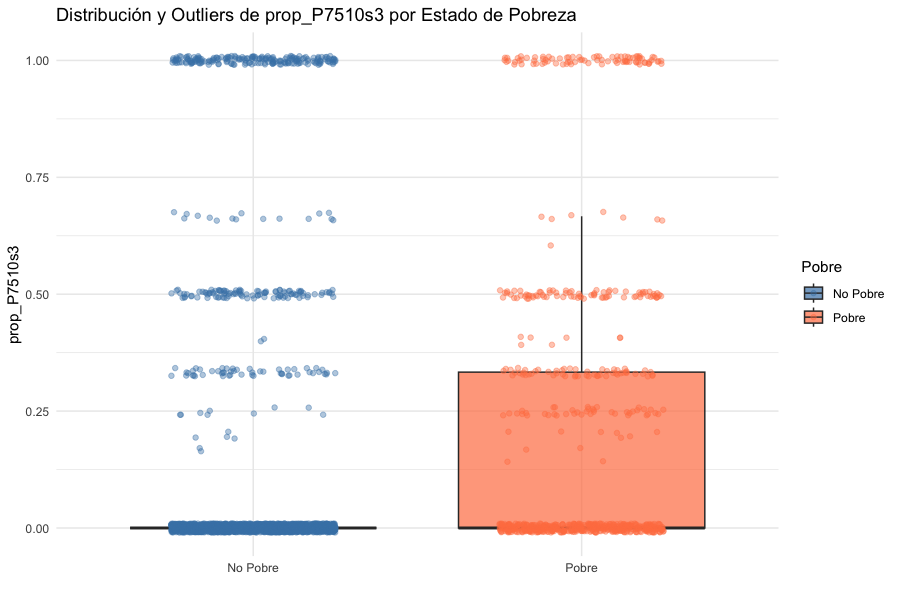 Distribución y Outliers de prop_P7510s3 por Estado de Pobreza
prop_P7510s3
1.00
0.75
0.50
0.25
0.00
No Pobre
Pobre
Pobre
No Pobre
Pobre